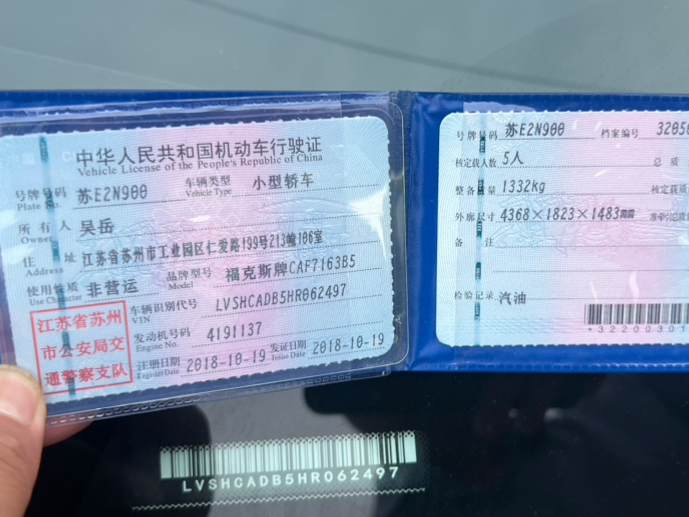 中华人民共和国机动车行驶证
Vehicle License of the People's Republic of China
号牌号码 苏E2N900 车辆类型 小型轿车
Plate No. Vehicle Type
所有人 吴岳
Owner
住址 江苏省苏州市工业园区仁爱路199号213幢106室
Address
使用性质 非营运 品牌型号 福克斯牌CAF7163B5
Use Character Model
车辆识别代号 LVSHCADB5HR062497
VIN
发动机号码 4191137
Engine No.
注册日期 2018-10-19 发证日期 2018-10-19
Register Date Issue Date
江苏省苏州
市公安局交
通警察支队
号牌号码 苏E2N900 档案编号 32050
核定载人数 5人 总质
整备质量 1332kg 核定载质
外廓尺寸 4368×1823×1483mm 准牵引总质
备注
检验记录 汽油
*32200301
LVSHCADB5HR062497